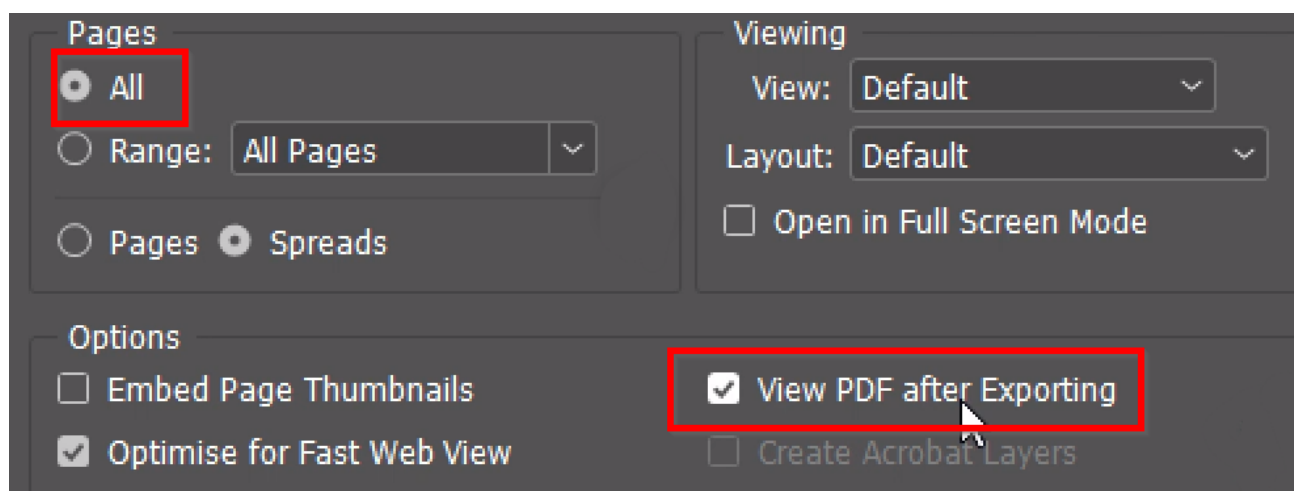 Pages
All
Range: All Pages
Pages Spreads
Viewing
View: Default
Layout: Default
Open in Full Screen Mode
Options
Embed Page Thumbnails
View PDF after Exporting
Optimise for Fast Web View
Create Acrobat Layers